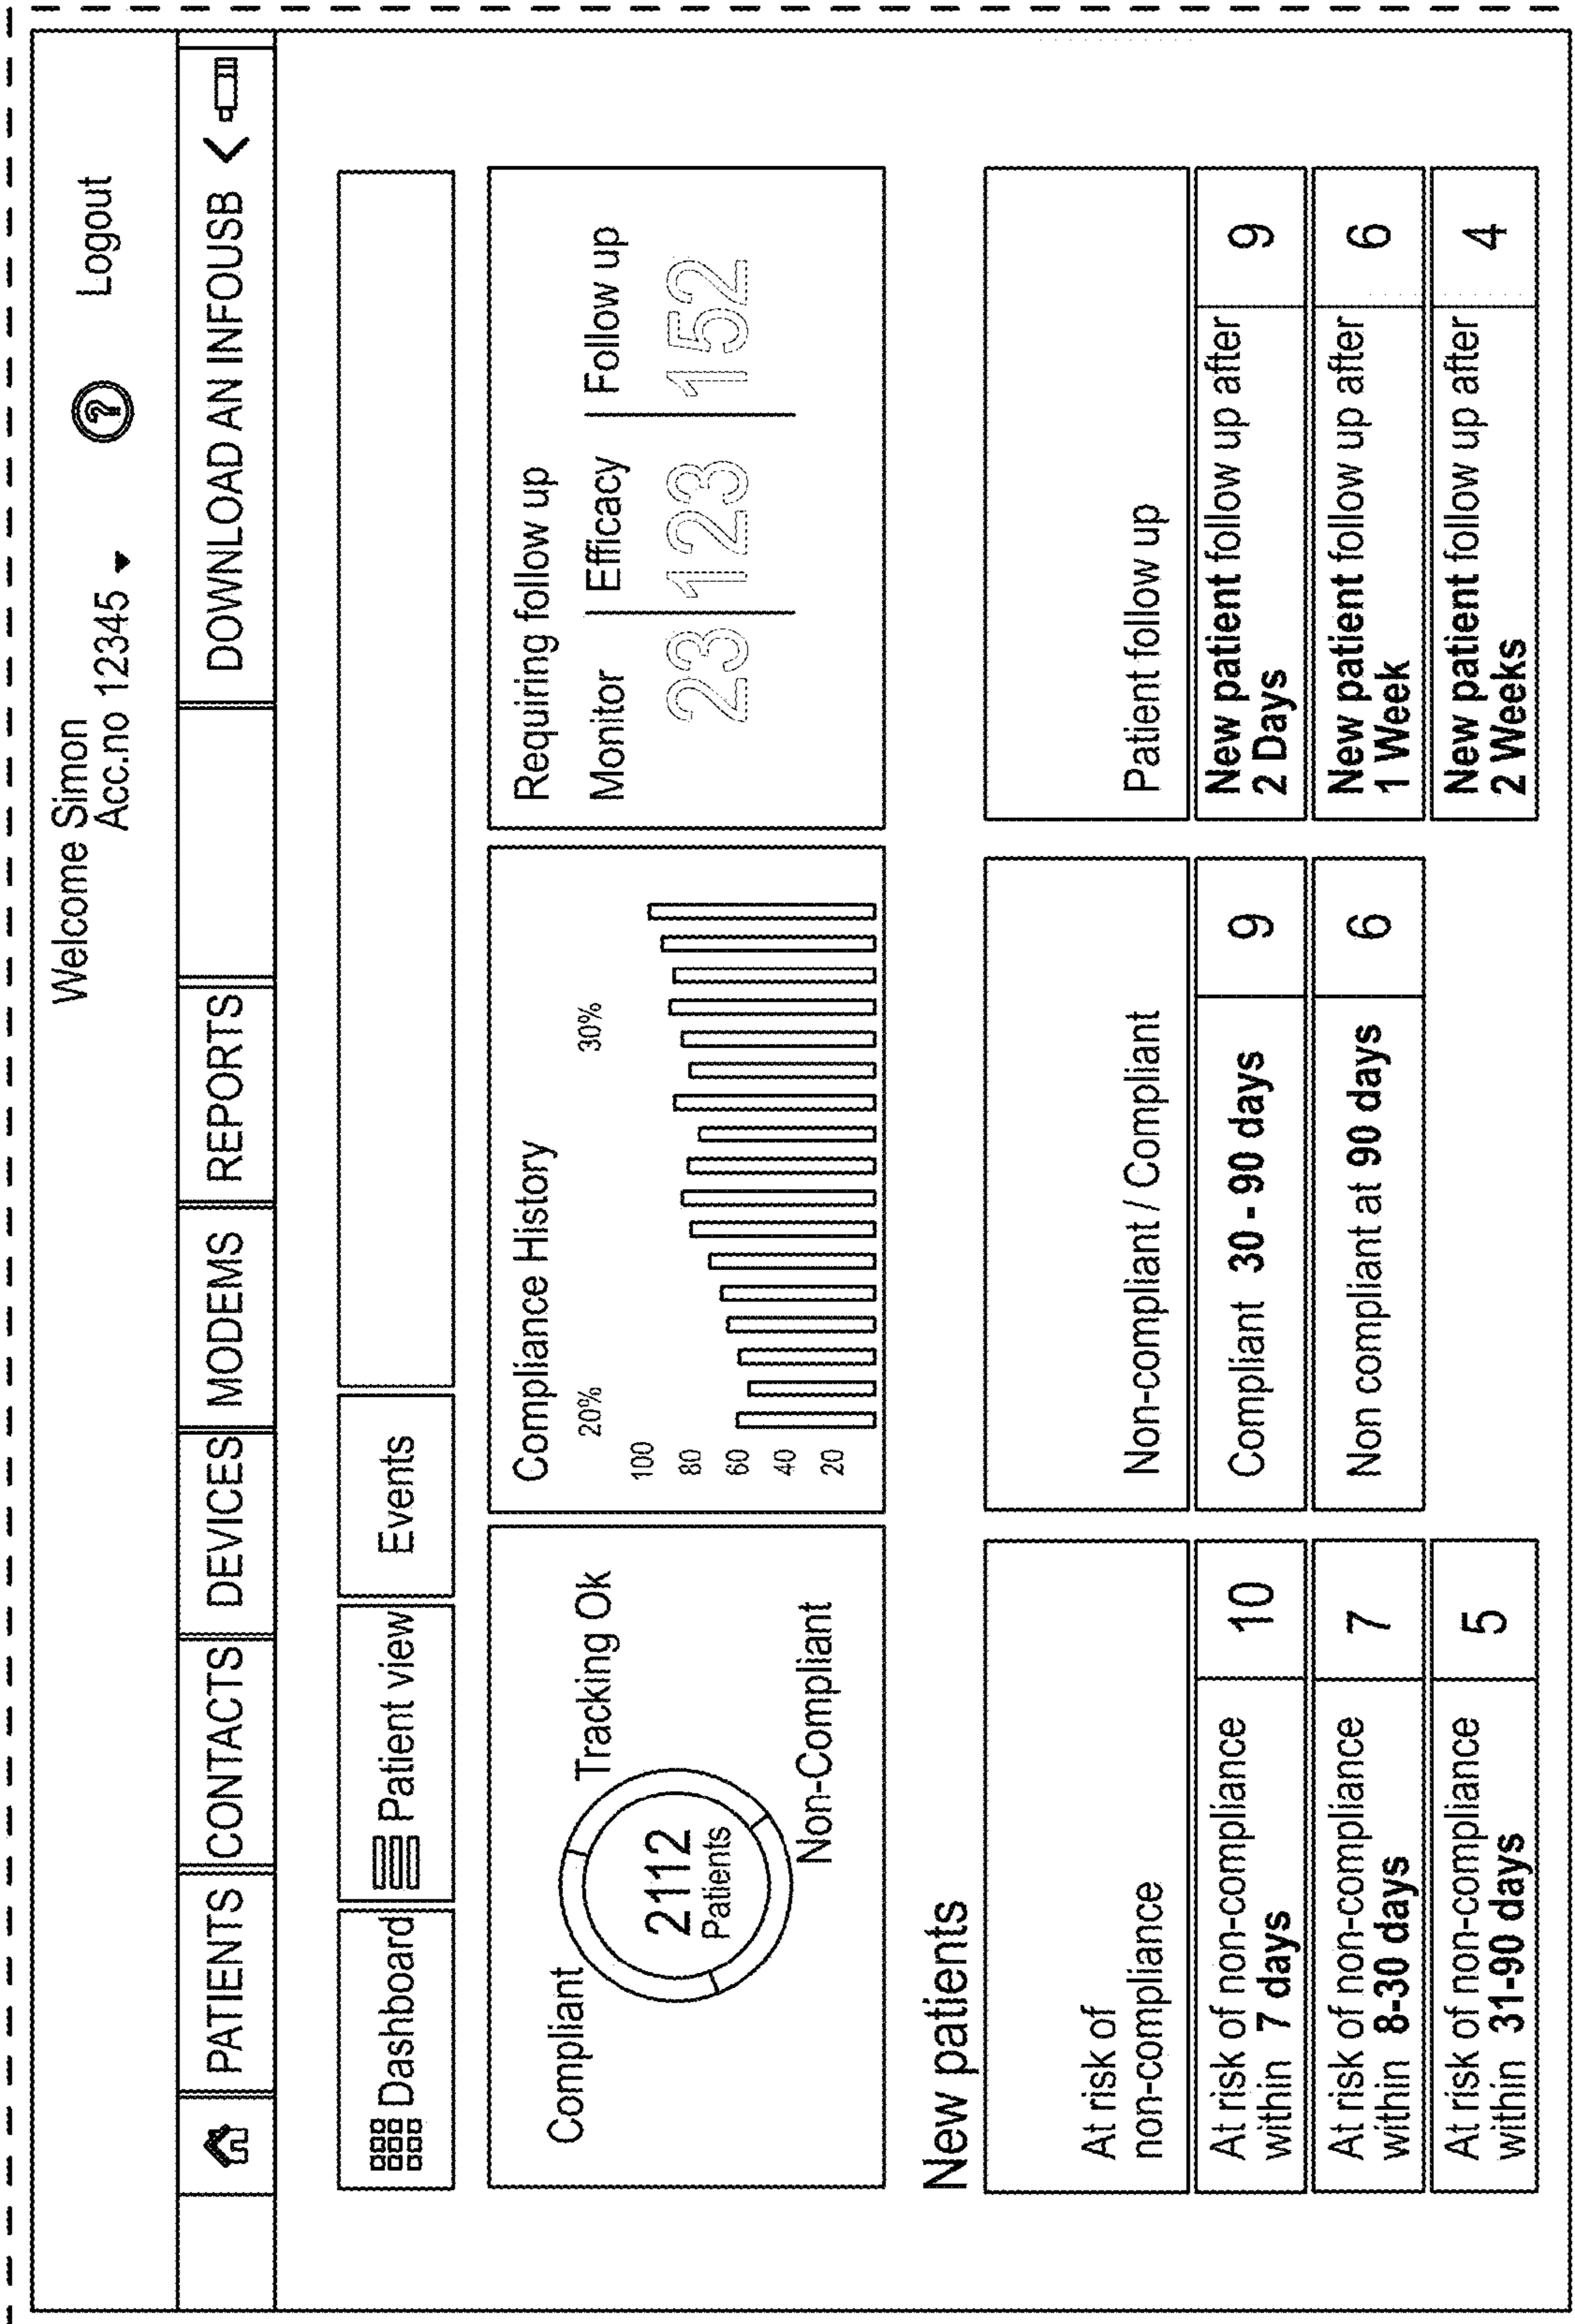 Welcome Simon
Acc.no 12345
?
Logout
PATIENTS
CONTACTS
DEVICES
MODEMS
REPORTS
DOWNLOAD AN INFOUSB
Dashboard
Patient view
Events
Compliant
Tracking Ok
2112
Patients
Non-Compliant
Compliance History
20%
30%
100
80
60
40
20
Requiring follow up
Monitor
Efficacy
Follow up
23
123
152
New patients
At risk of
non-compliance
At risk of non-compliance
within 7 days
10
At risk of non-compliance
within 8-30 days
7
At risk of non-compliance
within 31-90 days
5
Non-compliant / Compliant
Compliant 30 - 90 days
9
Non compliant at 90 days
6
Patient follow up
New patient follow up after
2 Days
9
New patient follow up after
1 Week
6
New patient follow up after
2 Weeks
4